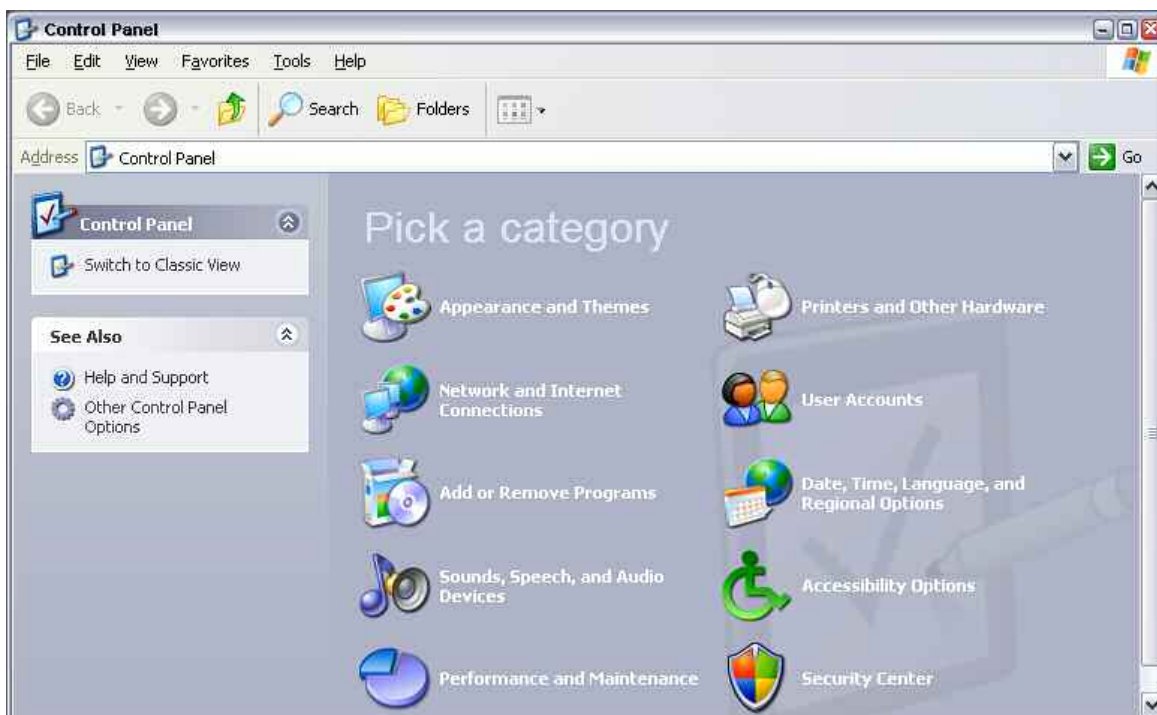 Control Panel
File Edit View Favorites Tools Help
Back Search Folders
Address Control Panel Go
Control Panel
Switch to Classic View
See Also
Help and Support
Other Control Panel
Options
Pick a category
Appearance and Themes
Printers and Other Hardware
Network and Internet
Connections
User Accounts
Add or Remove Programs
Date, Time, Language, and
Regional Options
Sounds, Speech, and Audio
Devices
Accessibility Options
Performance and Maintenance
Security Center